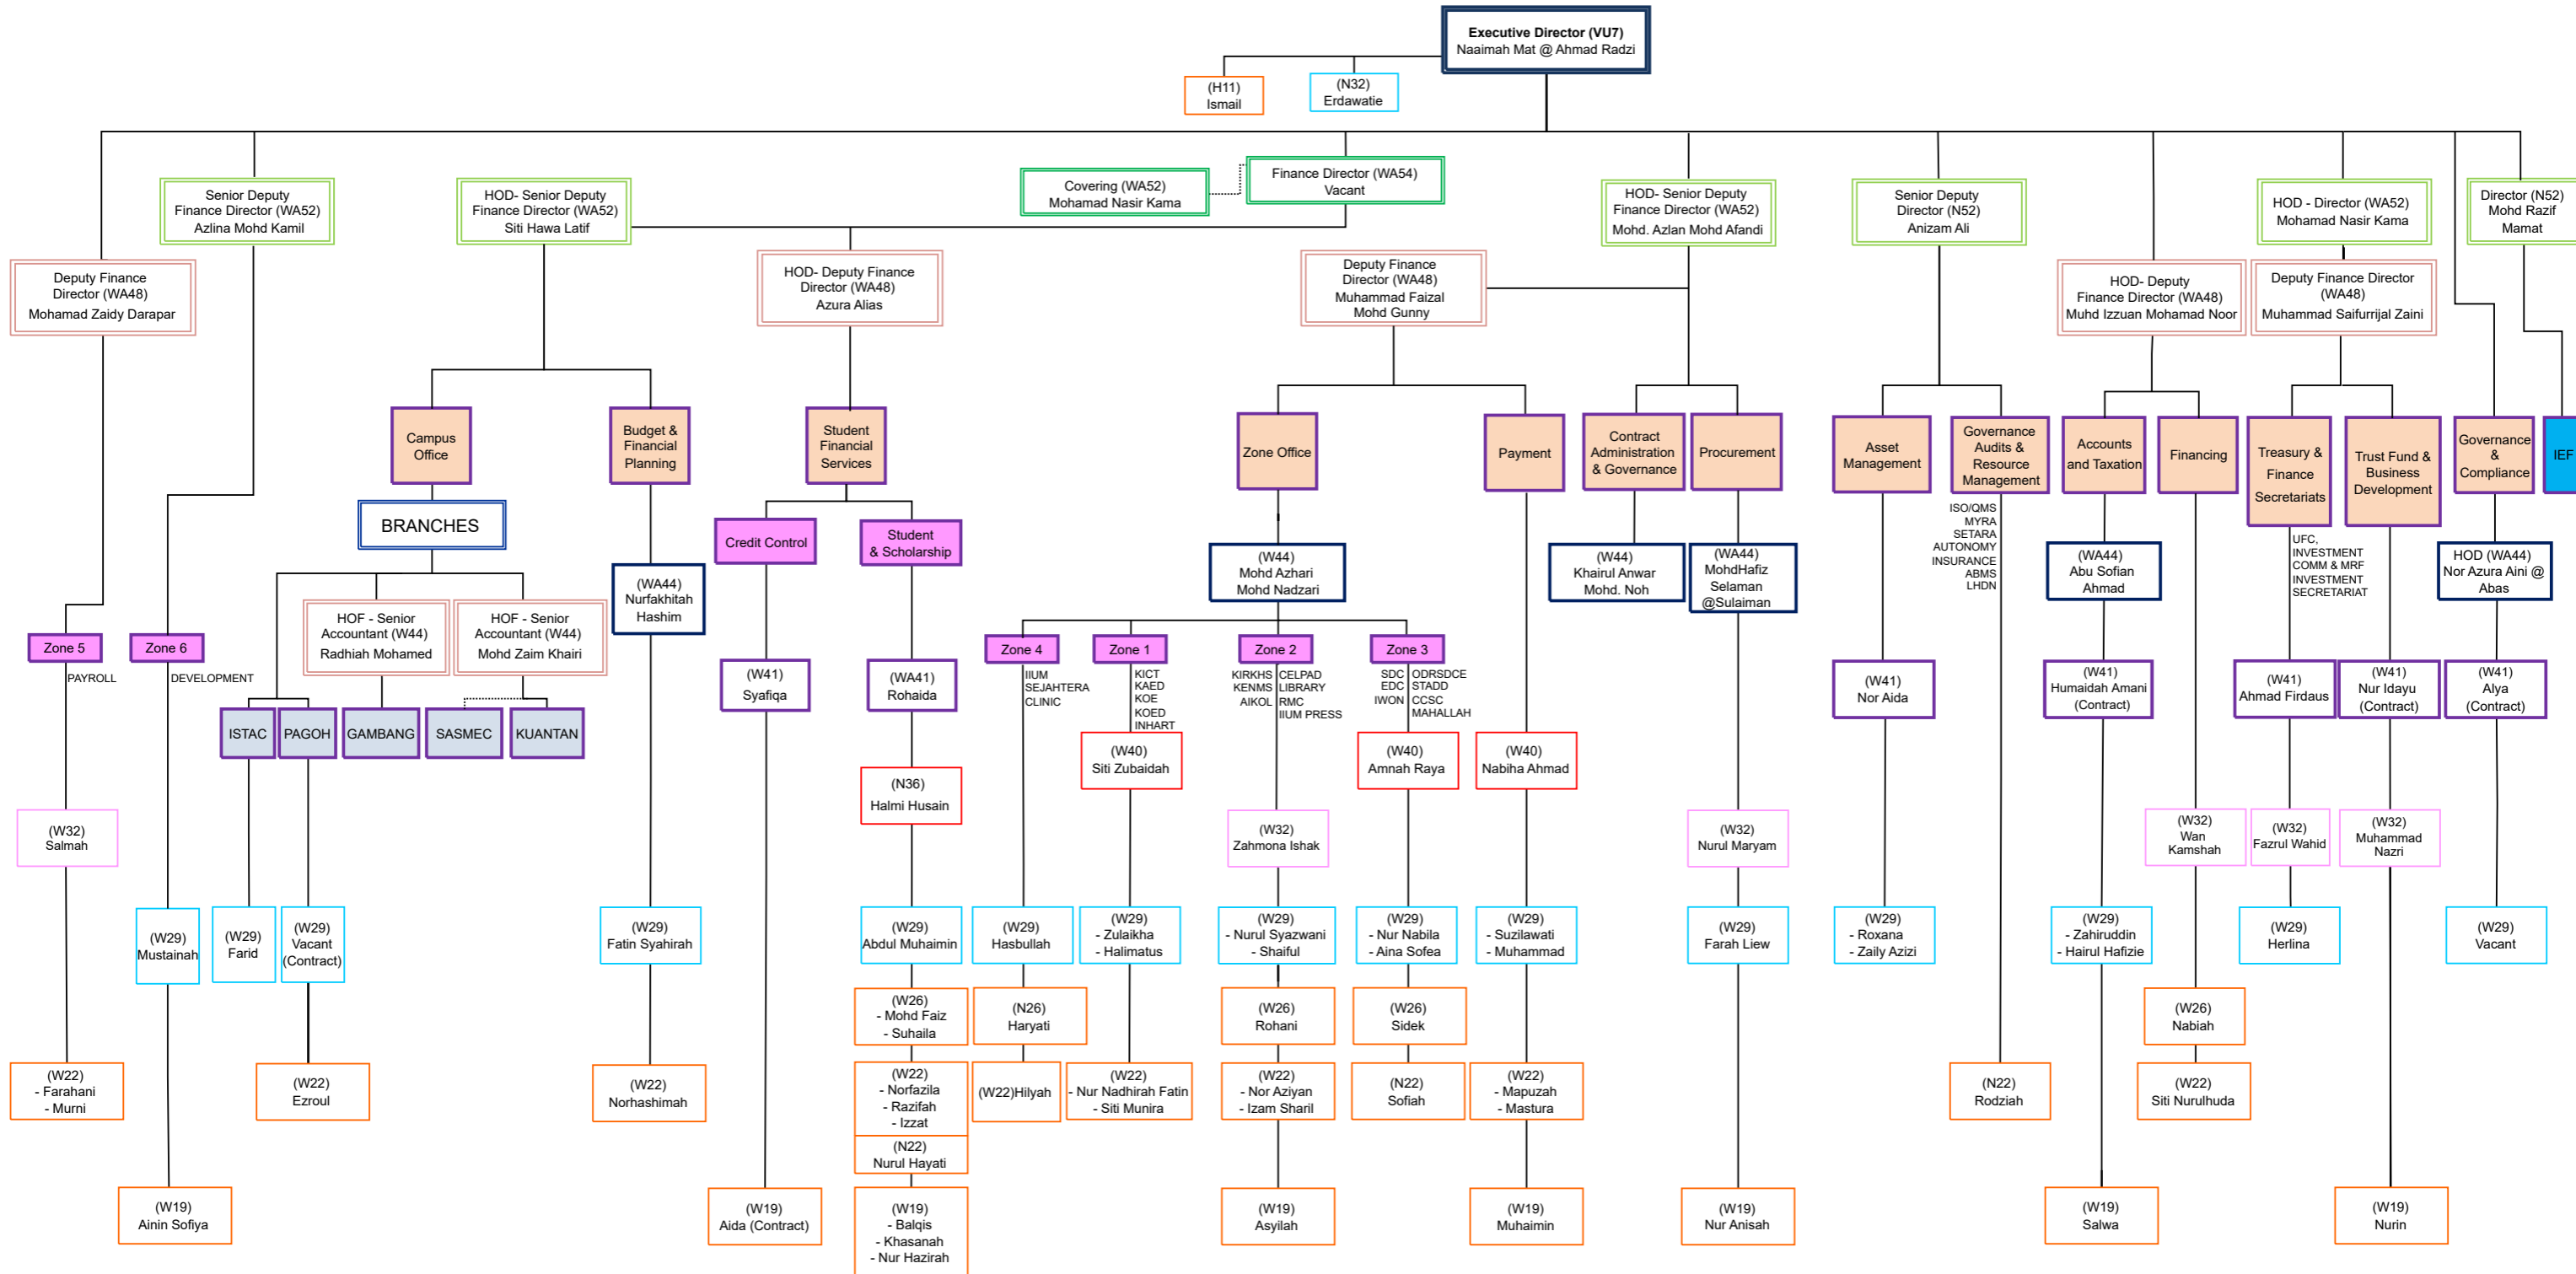 Executive Director (VU7)
Naaimah Mat @ Ahmad Radzi
(H11)
Ismail
(N32)
Erdawatie
Senior Deputy
Finance Director (WA52)
Azlina Mohd Kamil
HOD- Senior Deputy
Finance Director (WA52)
Siti Hawa Latif
Covering (WA52)
Mohamad Nasir Kama
Finance Director (WA54)
Vacant
HOD- Senior Deputy
Finance Director (WA52)
Mohd. Azlan Mohd Afandi
Senior Deputy
Director (N52)
Anizam Ali
HOD - Director (WA52)
Mohamad Nasir Kama
Director (N52)
Mohd Razif
Mamat
Deputy Finance
Director (WA48)
Mohamad Zaidy Darapar
HOD- Deputy Finance
Director (WA48)
Azura Alias
Deputy Finance
Director (WA48)
Muhammad Faizal
Mohd Gunny
HOD- Deputy
Finance Director (WA48)
Muhd Izzuan Mohamad Noor
Deputy Finance Director
(WA48)
Muhammad Saifurrijal Zaini
Campus
Office
Budget &
Financial
Planning
Student
Financial
Services
Zone Office
Payment
Contract
Administration
& Governance
Procurement
Asset
Management
Governance
Audits &
Resource
Management
Accounts
and Taxation
Financing
Treasury &
Finance
Secretariats
Trust Fund &
Business
Development
Governance
&
Compliance
IEF
BRANCHES
Credit Control
Student
& Scholarship
ISO/QMS
MYRA
SETARA
AUTONOMY
INSURANCE
ABMS
LHDN
UFC,
INVESTMENT
COMM & MRF
INVESTMENT
SECRETARIAT
(WA44)
Nurfakhitah
Hashim
(W44)
Mohd Azhari
Mohd Nadzari
(W44)
Khairul Anwar
Mohd. Noh
(WA44)
MohdHafiz
Selaman
@Sulaiman
(WA44)
Abu Sofian
Ahmad
HOD (WA44)
Nor Azura Aini @
Abas
HOF - Senior
Accountant (W44)
Radhiah Mohamed
HOF - Senior
Accountant (W44)
Mohd Zaim Khairi
Zone 5
PAYROLL
Zone 6
DEVELOPMENT
Zone 4
IIUM
SEJAHTERA
CLINIC
Zone 1
KICT
KAED
KOE
KOED
INHART
Zone 2
KIRKHS
KENMS
AIKOL
CELPAD
LIBRARY
RMC
IIUM PRESS
Zone 3
SDC
EDC
IWON
ODRSDCE
STADD
CCSC
MAHALLAH
(W41)
Syafiqa
(WA41)
Rohaida
(W41)
Nor Aida
(W41)
Humaidah Amani
(Contract)
(W41)
Ahmad Firdaus
(W41)
Nur Idayu
(Contract)
(W41)
Alya
(Contract)
ISTAC
PAGOH
GAMBANG
SASMEC
KUANTAN
(N36)
Halmi Husain
(W40)
Siti Zubaidah
(W40)
Amnah Raya
(W40)
Nabiha Ahmad
(W32)
Salmah
(W32)
Zahmona Ishak
(W32)
Nurul Maryam
(W32)
Wan
Kamshah
(W32)
Fazrul Wahid
(W32)
Muhammad
Nazri
(W29)
Mustainah
(W29)
Farid
(W29)
Vacant
(Contract)
(W29)
Fatin Syahirah
(W29)
Abdul Muhaimin
(W29)
Hasbullah
(W29)
- Zulaikha
- Halimatus
(W29)
- Nurul Syazwani
- Shaiful
(W29)
- Nur Nabila
- Aina Sofea
(W29)
- Suzilawati
- Muhammad
(W29)
Farah Liew
(W29)
- Roxana
- Zaily Azizi
(W29)
- Zahiruddin
- Hairul Hafizie
(W29)
Herlina
(W29)
Vacant
(W26)
- Mohd Faiz
- Suhaila
(N26)
Haryati
(W26)
Rohani
(W26)
Sidek
(W26)
Nabiah
(W22)
- Farahani
- Murni
(W22)
Ezroul
(W22)
Norhashimah
(W22)
- Norfazila
- Razifah
- Izzat
(N22)
Nurul Hayati
(W22)Hilyah
(W22)
- Nur Nadhirah Fatin
- Siti Munira
(W22)
- Nor Aziyan
- Izam Sharil
(N22)
Sofiah
(W22)
- Mapuzah
- Mastura
(N22)
Rodziah
(W22)
Siti Nurulhuda
(W19)
Ainin Sofiya
(W19)
Aida (Contract)
(W19)
- Balqis
- Khasanah
- Nur Hazirah
(W19)
Asyilah
(W19)
Muhaimin
(W19)
Nur Anisah
(W19)
Salwa
(W19)
Nurin